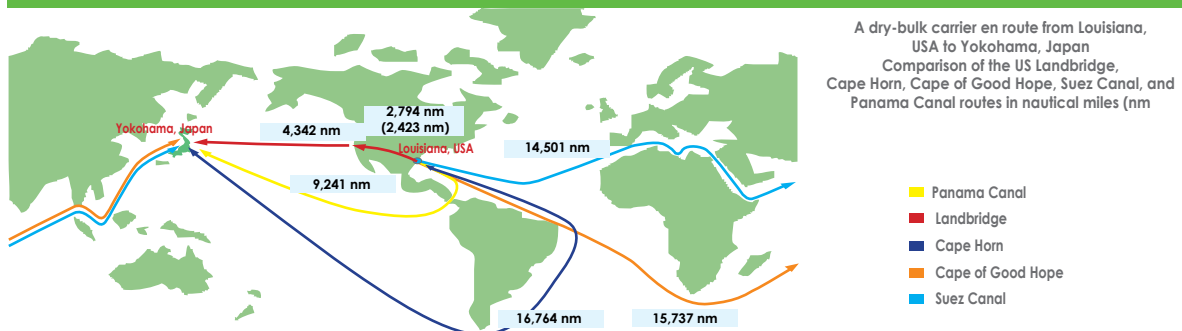 A dry-bulk carrier en route from Louisiana,
USA to Yokohama, Japan
Comparison of the US Landbridge,
Cape Horn, Cape of Good Hope, Suez Canal, and
Panama Canal routes in nautical miles (nm
2,794 nm
(2,423 nm)
Yokohama, Japan
4,342 nm
Louisiana, USA
14,501 nm
9,241 nm
16,764 nm
15,737 nm
Panama Canal
Landbridge
Cape Horn
Cape of Good Hope
Suez Canal